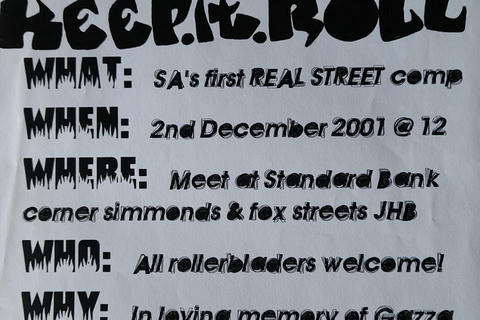 KEEP.it.ROLL
WHAT: SA's first REAL STREET comp
WHEN: 2nd December 2001 @ 12
WHERE: Meet at Standard Bank
corner simmonds & fox streets JHB
WHO: All rollerbladers welcome!
WHY: In loving memory of Gazza